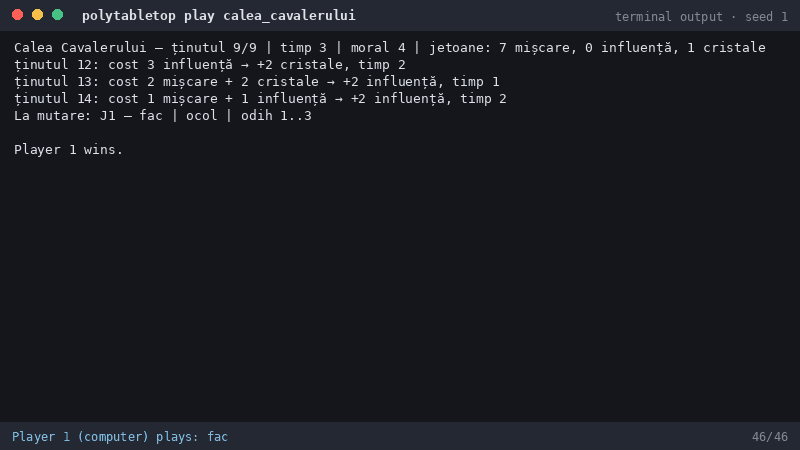 polytabletop play calea_cavalerului
terminal output · seed 1
Calea Cavalerului — ținutul 9/9 | timp 3 | moral 4 | jetoane: 7 mișcare, 0 influență, 1 cristale
ținutul 12: cost 3 influență → +2 cristale, timp 2
ținutul 13: cost 2 mișcare + 2 cristale → +2 influență, timp 1
ținutul 14: cost 1 mișcare + 1 influență → +2 influență, timp 2
La mutare: J1 — fac | ocol | odih 1..3
Player 1 wins.
Player 1 (computer) plays: fac
46/46